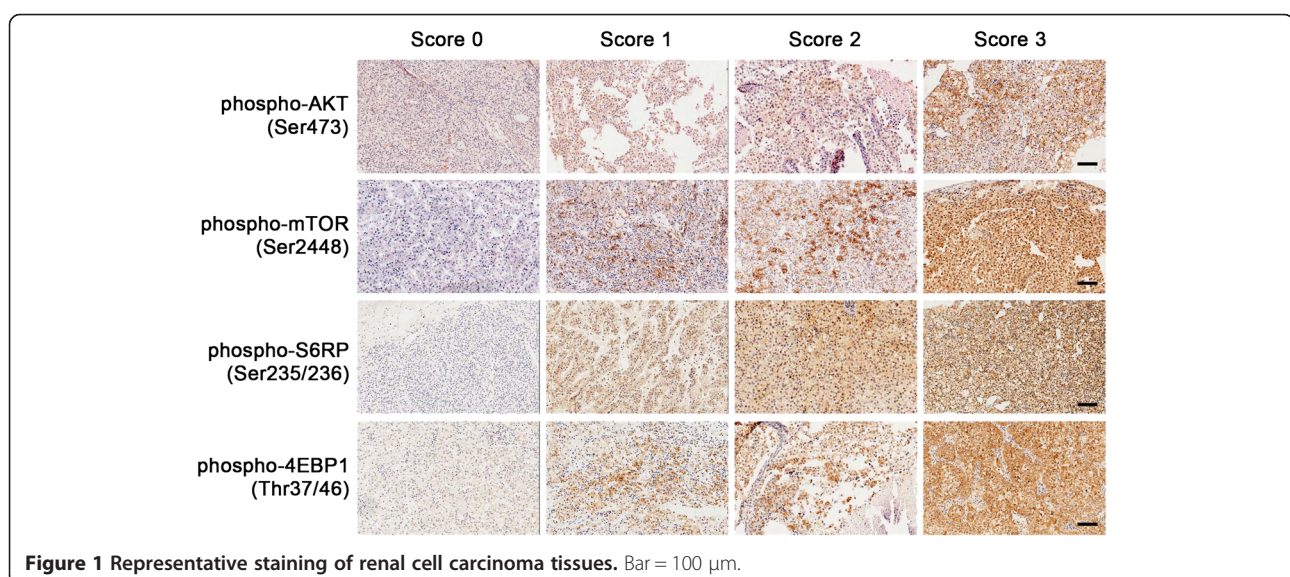 Score 0 Score 1 Score 2 Score 3
phospho-AKT
(Ser473)
phospho-mTOR
(Ser2448)
phospho-S6RP
(Ser235/236)
phospho-4EBP1
(Thr37/46)
Figure 1 Representative staining of renal cell carcinoma tissues. Bar = 100 μm.